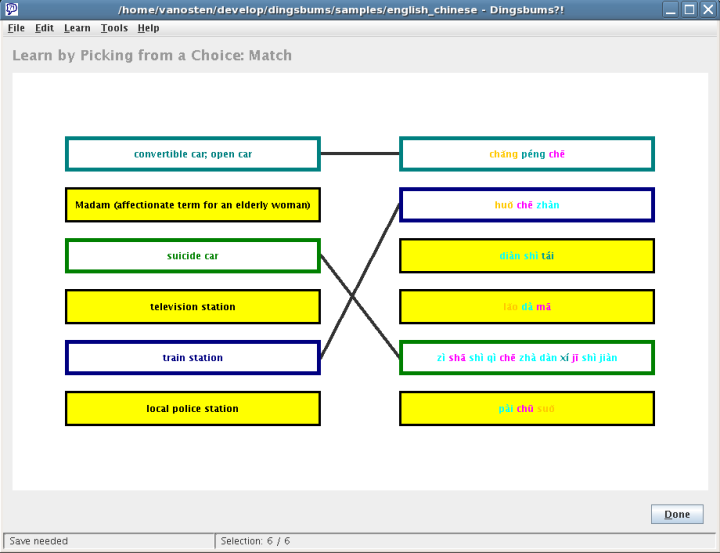 /home/vanosten/develop/dingsbums/samples/english_chinese - Dingsbums?!
File Edit Learn Tools Help
Learn by Picking from a Choice: Match
convertible car; open car
chǎng péng chē
Madam (affectionate term for an elderly woman)
huǒ chē zhàn
suicide car
diàn shì tái
television station
lǎo dà mā
train station
zì shā shì qì chē zhà dàn xí jī shì jiàn
local police station
pài chū suǒ
Done
Save needed
Selection: 6 / 6